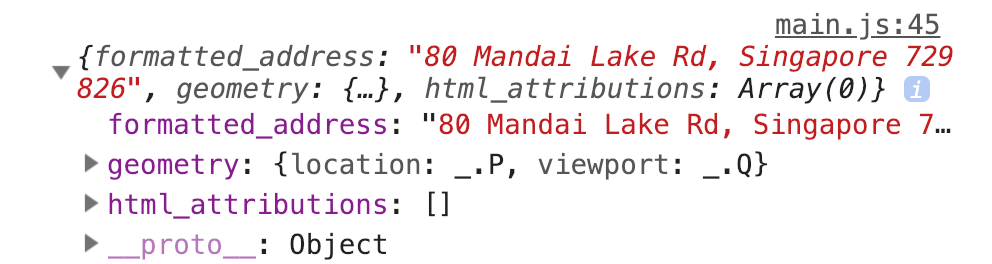 main.js:45
{formatted_address: "80 Mandai Lake Rd, Singapore 729
826", geometry: {…}, html_attributions: Array(0)} i
formatted_address: "80 Mandai Lake Rd, Singapore 7…
geometry: {location: _.P, viewport: _.Q}
html_attributions: []
__proto__: Object